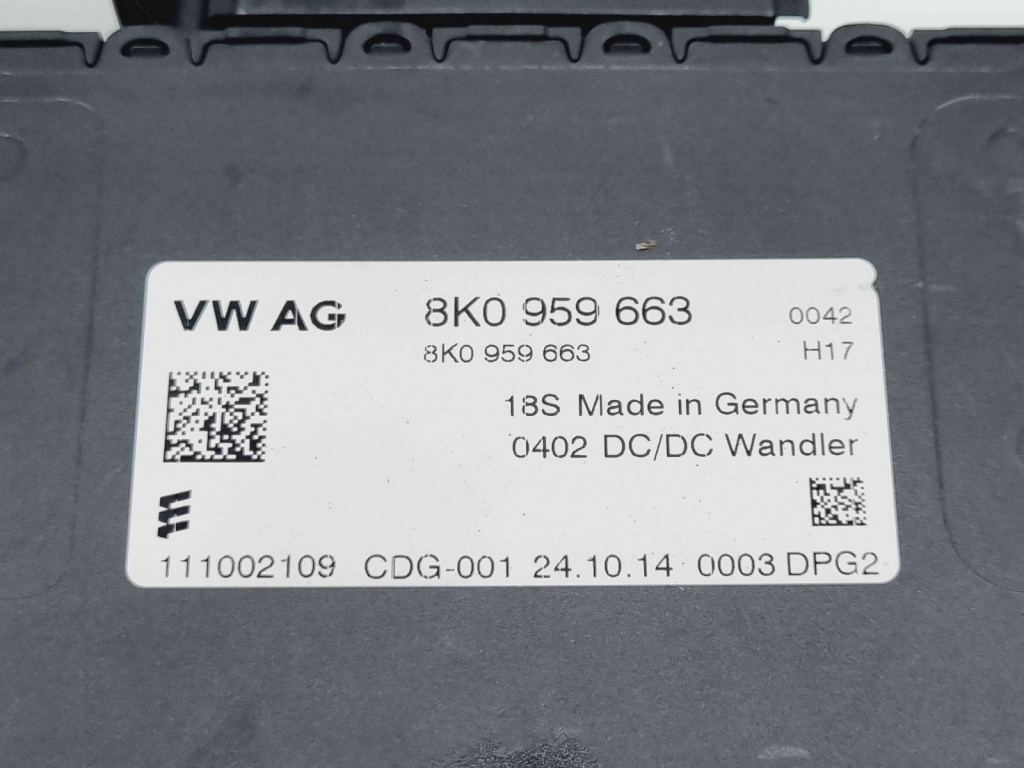 VW AG 8K0 959 663 0042
8K0 959 663 H17
18S Made in Germany
0402 DC/DC Wandler
111002109 CDG-001 24.10.14 0003 DPG2